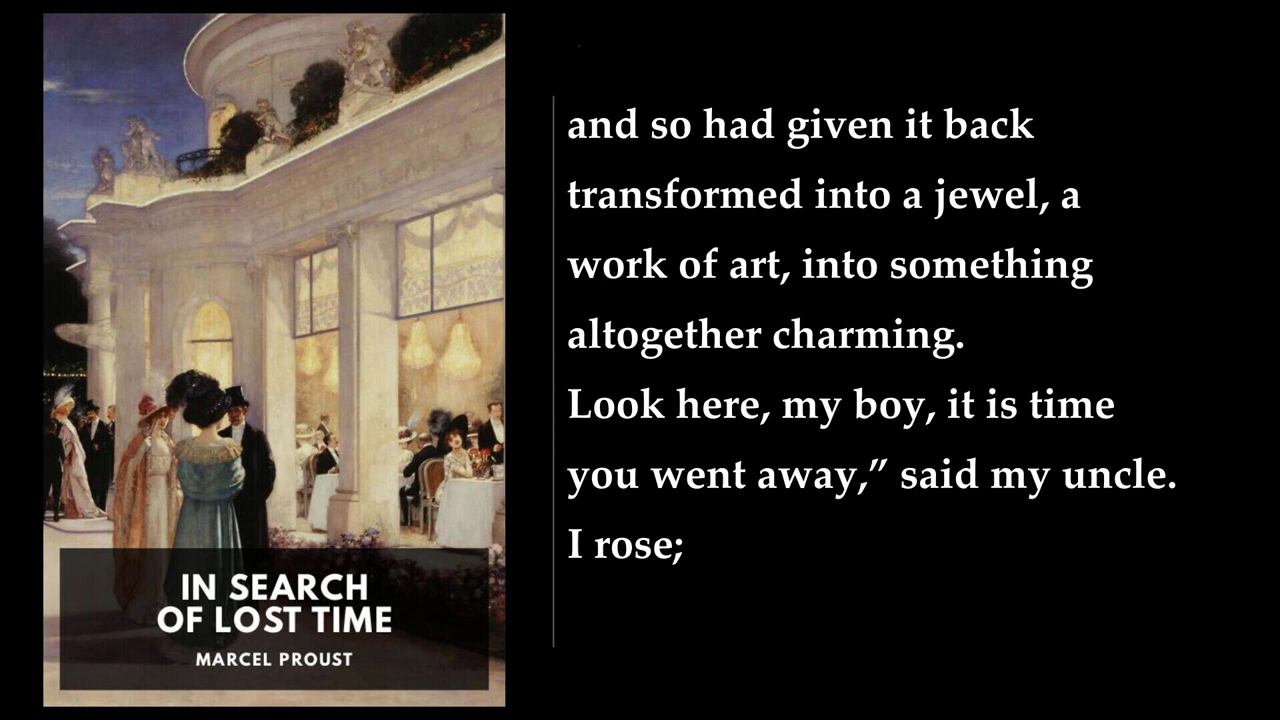 IN SEARCH
OF LOST TIME
MARCEL PROUST
and so had given it back
transformed into a jewel, a
work of art, into something
altogether charming.
Look here, my boy, it is time
you went away,” said my uncle.
I rose;